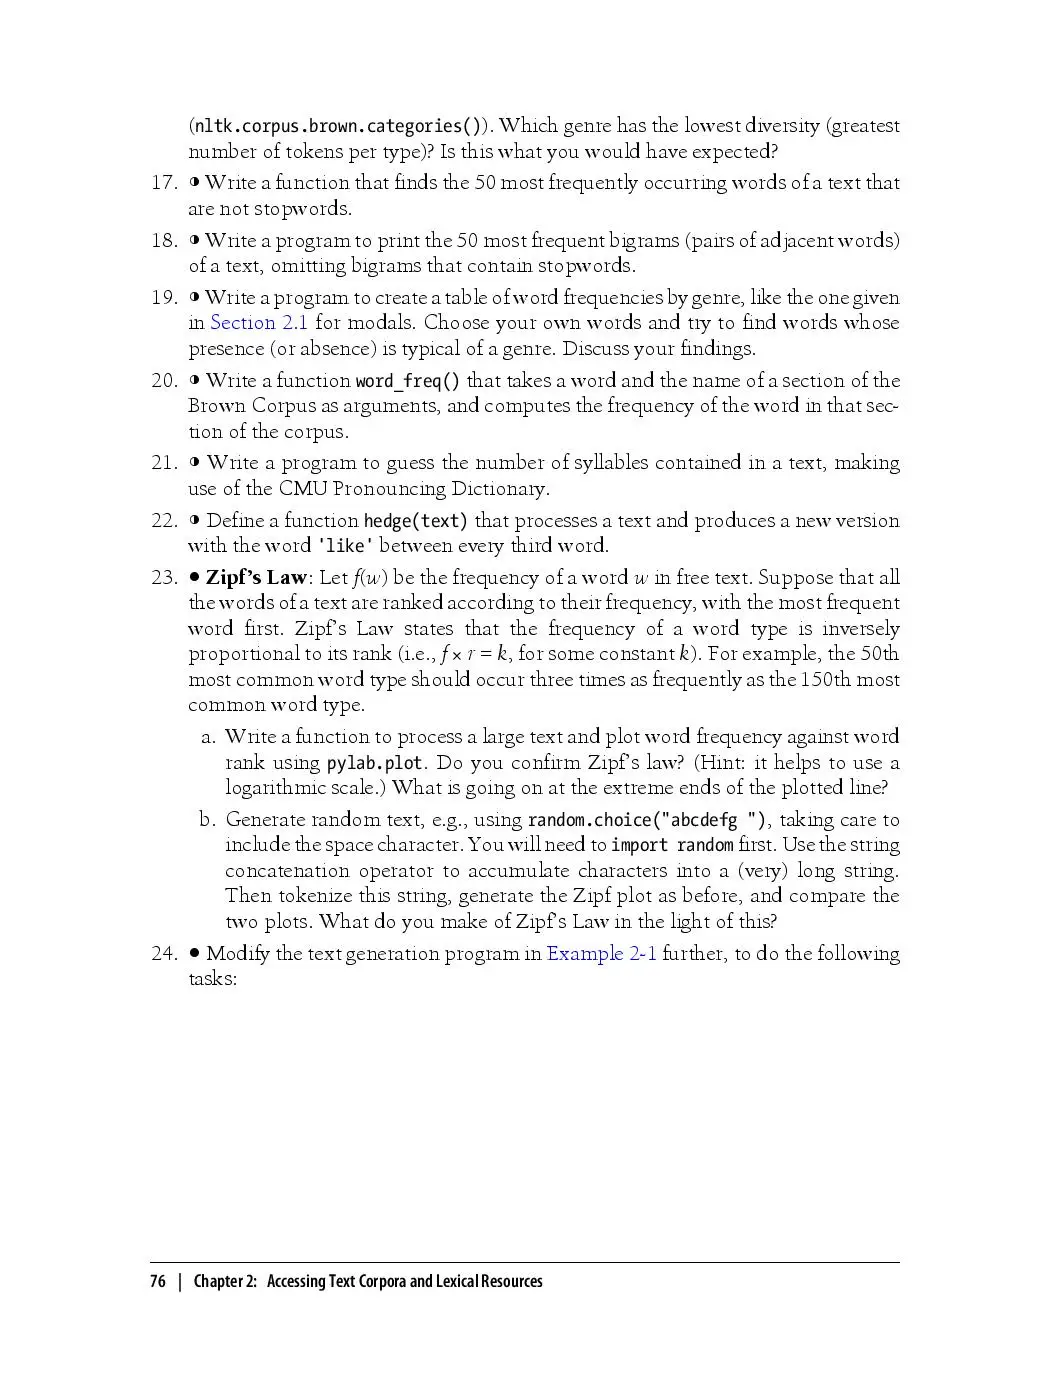 (nltk.corpus.brown.categories()). Which genre has the lowest diversity (greatest
number of tokens per type)? Is this what you would have expected?
17. ◑ Write a function that finds the 50 most frequently occurring words of a text that
are not stopwords.
18. ◑ Write a program to print the 50 most frequent bigrams (pairs of adjacent words)
of a text, omitting bigrams that contain stopwords.
19. ◑ Write a program to create a table of word frequencies by genre, like the one given
in Section 2.1 for modals. Choose your own words and try to find words whose
presence (or absence) is typical of a genre. Discuss your findings.
20. ◑ Write a function word_freq() that takes a word and the name of a section of the
Brown Corpus as arguments, and computes the frequency of the word in that sec-
tion of the corpus.
21. ◑ Write a program to guess the number of syllables contained in a text, making
use of the CMU Pronouncing Dictionary.
22. ◑ Define a function hedge(text) that processes a text and produces a new version
with the word 'like' between every third word.
23. ● Zipf's Law: Let f(w) be the frequency of a word w in free text. Suppose that all
the words of a text are ranked according to their frequency, with the most frequent
word first. Zipf's Law states that the frequency of a word type is inversely
proportional to its rank (i.e., f × r = k, for some constant k). For example, the 50th
most common word type should occur three times as frequently as the 150th most
common word type.
a. Write a function to process a large text and plot word frequency against word
rank using pylab.plot. Do you confirm Zipf's law? (Hint: it helps to use a
logarithmic scale.) What is going on at the extreme ends of the plotted line?
b. Generate random text, e.g., using random.choice("abcdefg "), taking care to
include the space character. You will need to import random first. Use the string
concatenation operator to accumulate characters into a (very) long string.
Then tokenize this string, generate the Zipf plot as before, and compare the
two plots. What do you make of Zipf's Law in the light of this?
24. ● Modify the text generation program in Example 2-1 further, to do the following
tasks:
76 | Chapter 2: Accessing Text Corpora and Lexical Resources